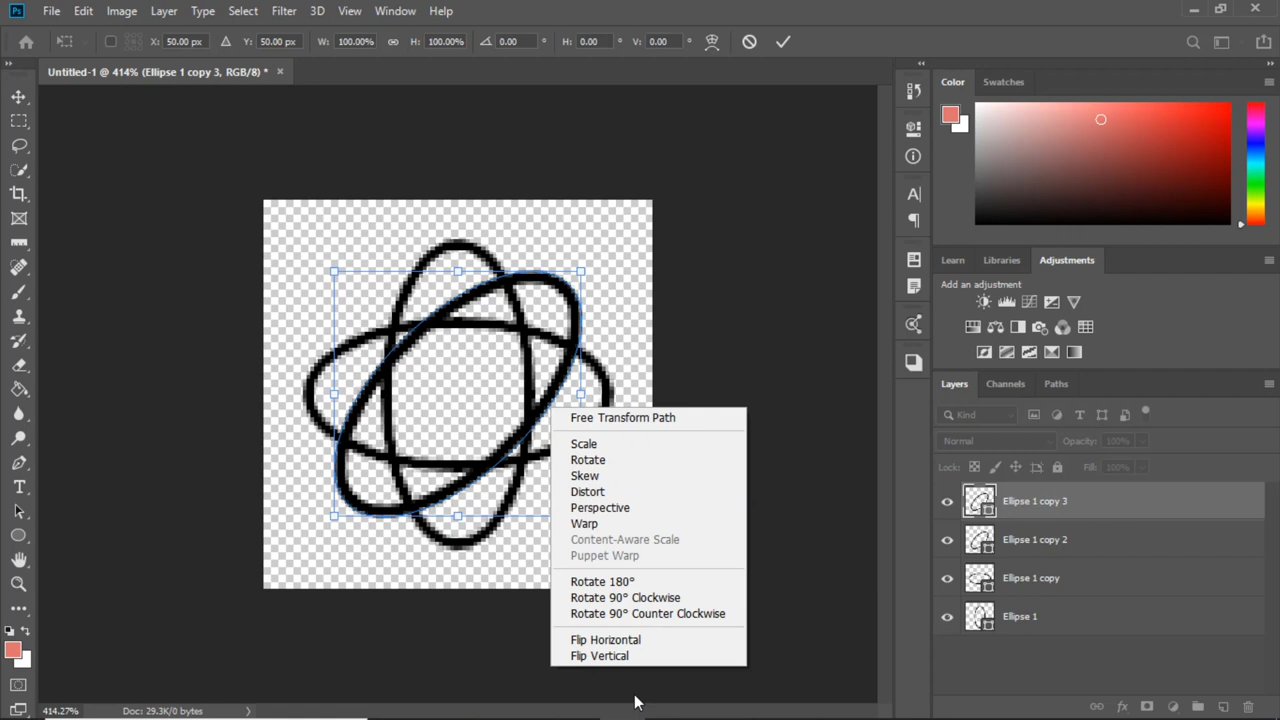 Ps File Edit Image Layer Type Select Filter 3D View Window Help
X: 50.00 px Y: 50.00 px W: 100.00% H: 100.00% 0.00 ° H: 0.00 ° V: 0.00 °
Untitled-1 @ 414% (Ellipse 1 copy 3, RGB/8) * ×
Color Swatches
Learn Libraries Adjustments
Add an adjustment
Layers Channels Paths
Kind
Normal Opacity: 100%
Lock: Fill: 100%
Ellipse 1 copy 3
Ellipse 1 copy 2
Ellipse 1 copy
Ellipse 1
Free Transform Path
Scale
Rotate
Skew
Distort
Perspective
Warp
Content-Aware Scale
Puppet Warp
Rotate 180°
Rotate 90° Clockwise
Rotate 90° Counter Clockwise
Flip Horizontal
Flip Vertical
414.27% Doc: 29.3K/0 bytes